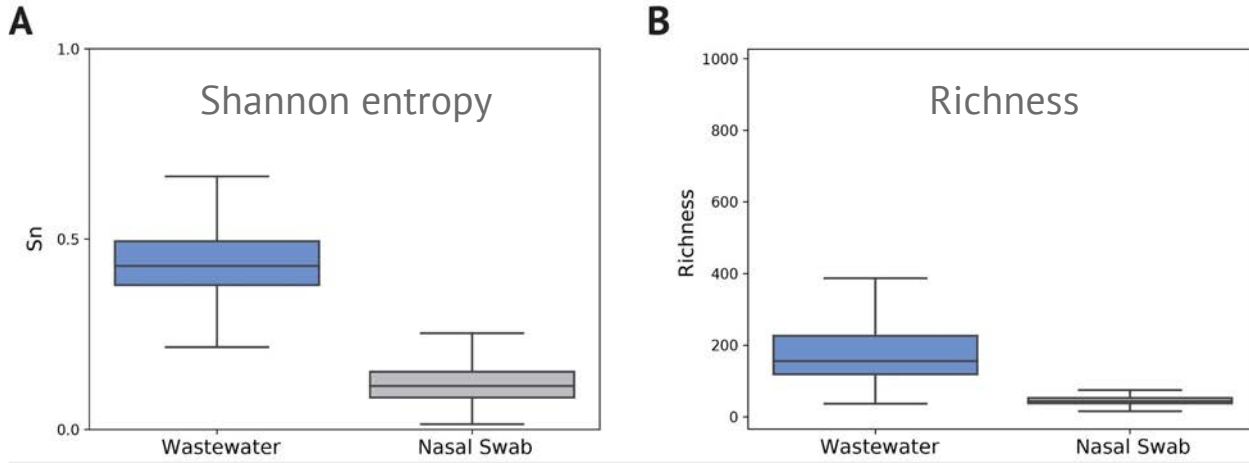 A
Shannon entropy
1.0
0.5
0.0
Sn
Wastewater
Nasal Swab
B
Richness
1000
800
600
400
200
0
Richness
Wastewater
Nasal Swab